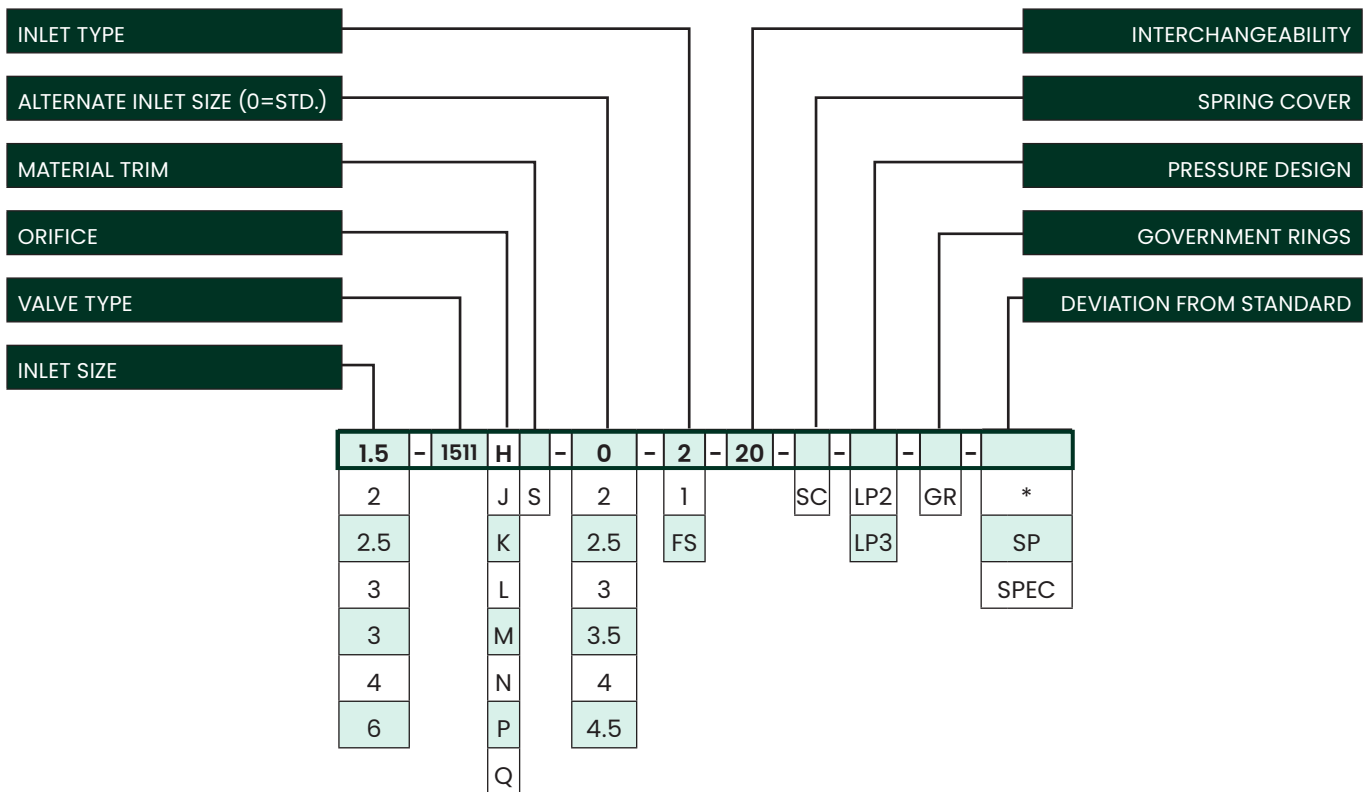 INLET TYPE
ALTERNATE INLET SIZE (0=STD.)
MATERIAL TRIM
ORIFICE
VALVE TYPE
INLET SIZE
INTERCHANGEABILITY
SPRING COVER
PRESSURE DESIGN
GOVERNMENT RINGS
DEVIATION FROM STANDARD
1.5 - 1511 H - 0 - 2 - 20 - - - -
2 J S 2 1 SC LP2 GR *
2.5 K 2.5 FS LP3 SP
3 L 3 SPEC
3 M 3.5
4 N 4
6 P 4.5
Q